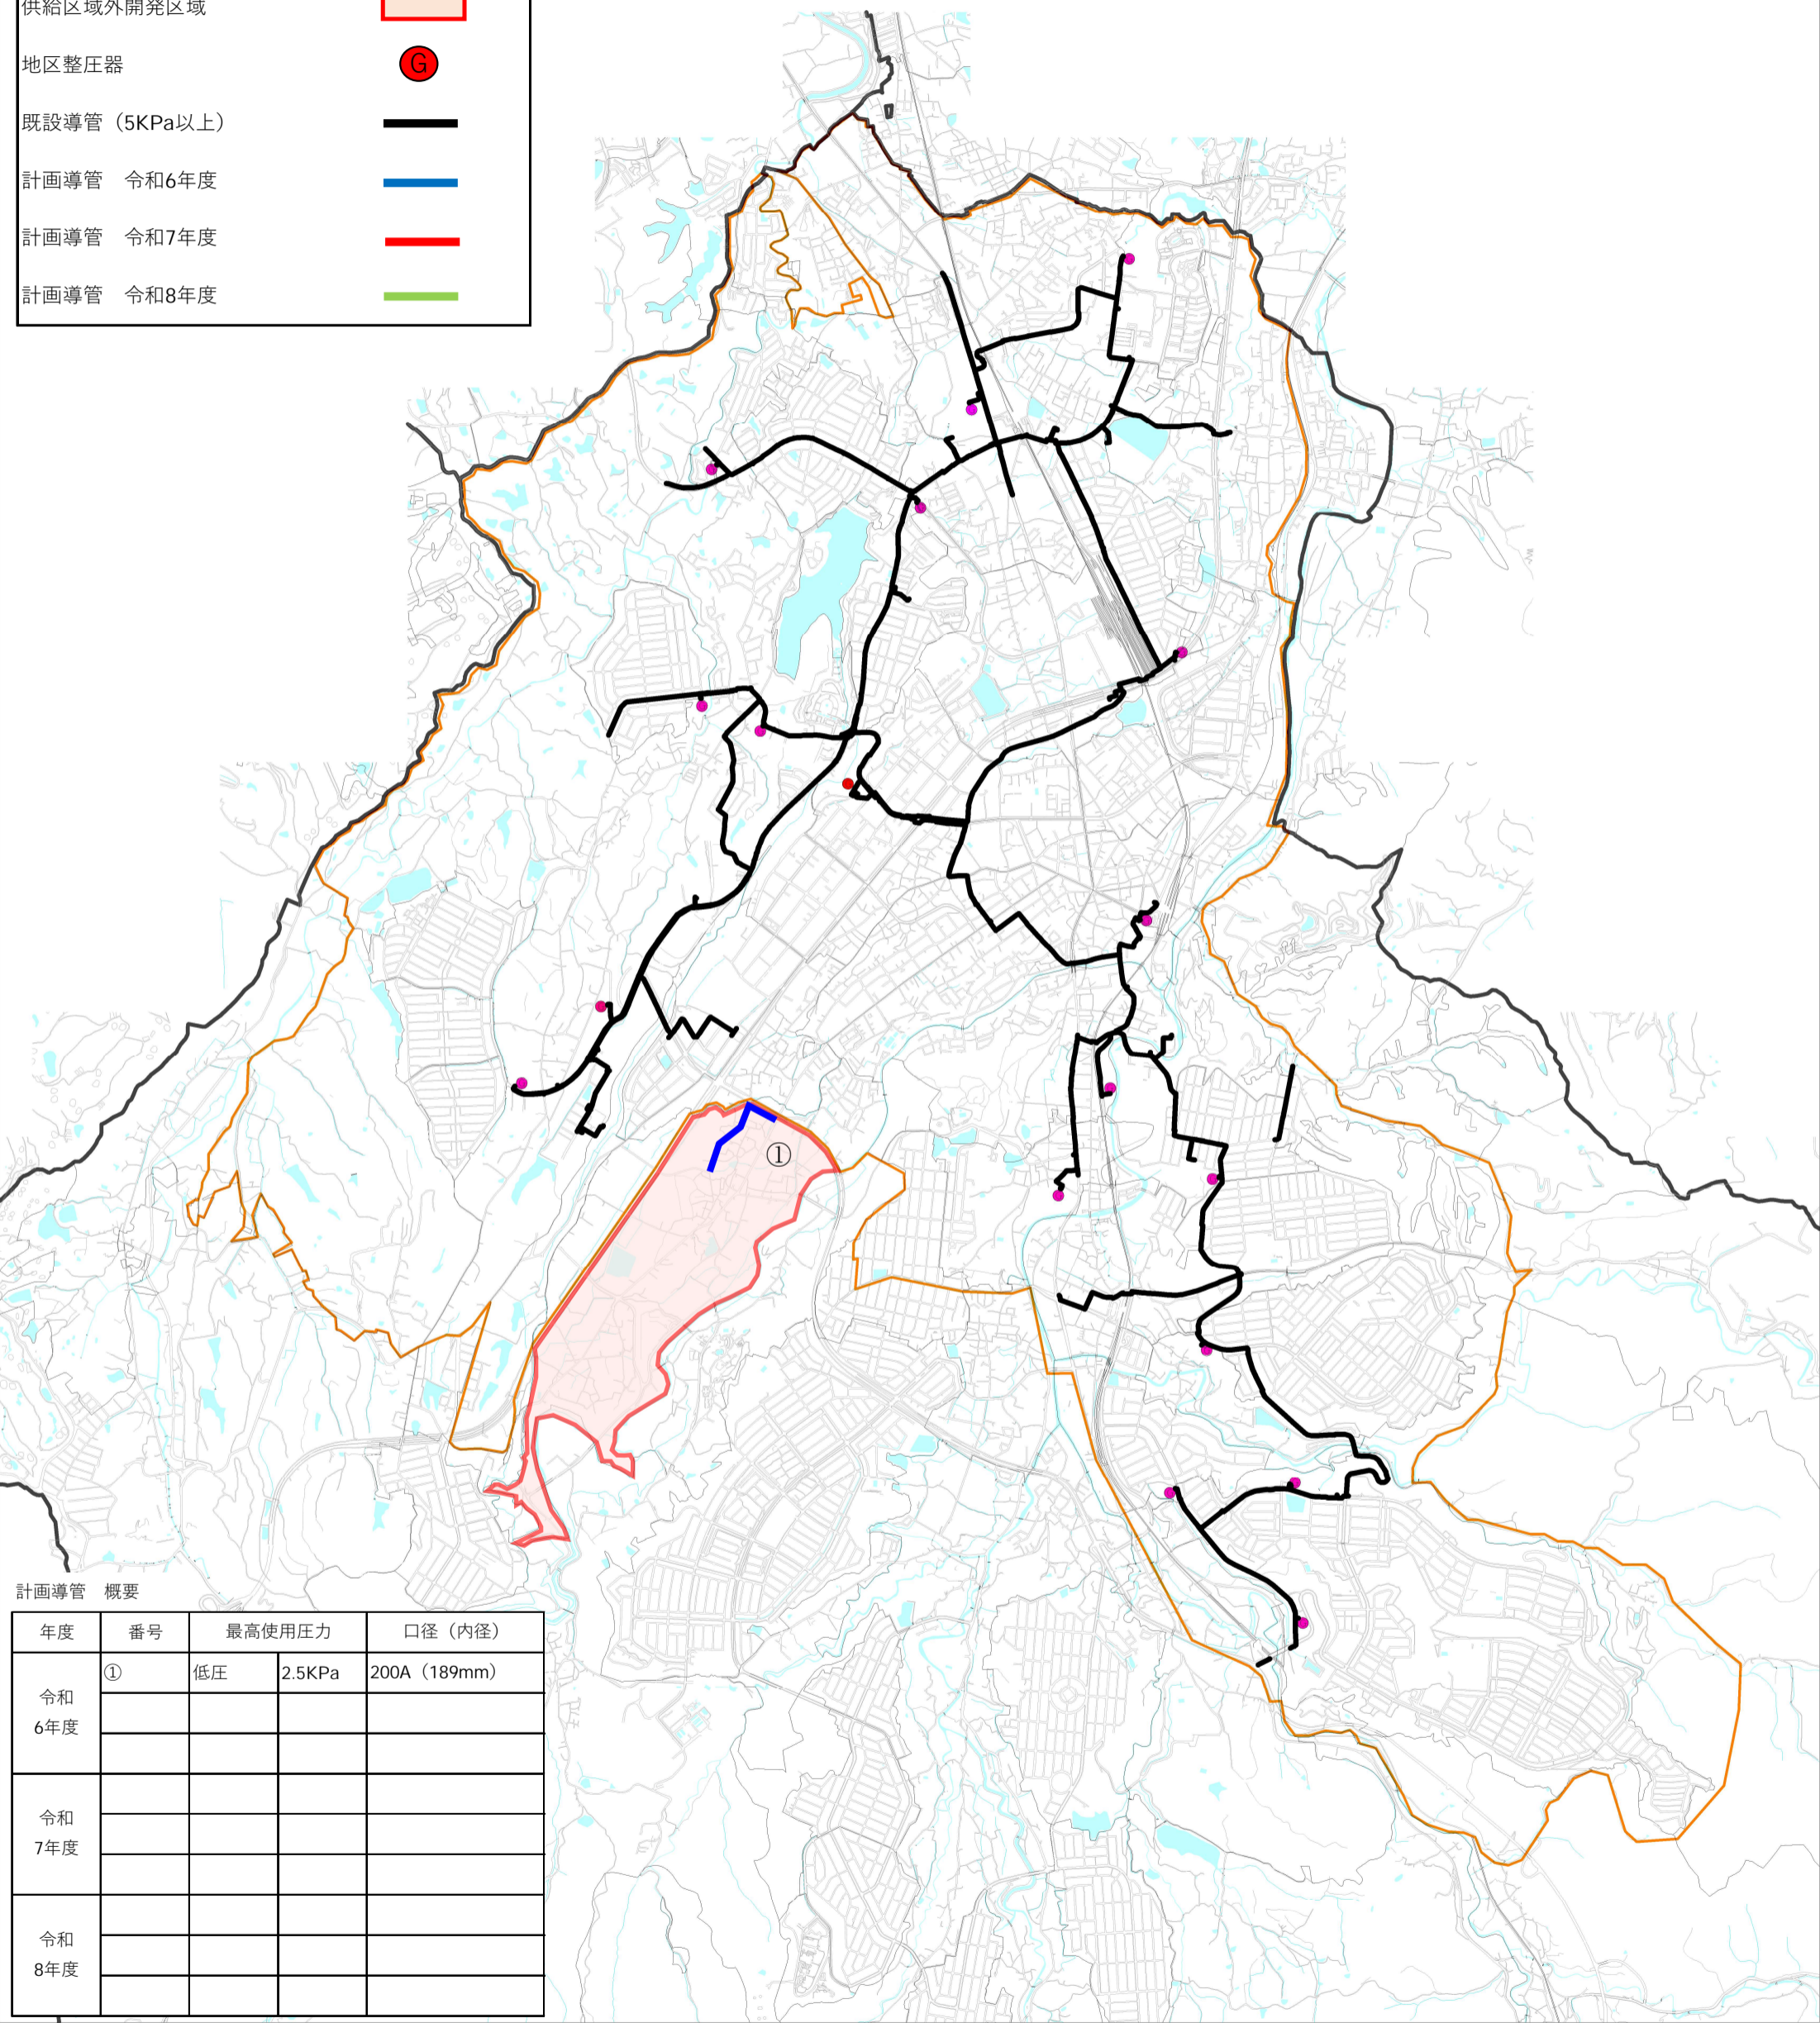 供給区域外開発区域
地区整圧器
G
既設導管（5KPa以上）
計画導管　令和6年度
計画導管　令和7年度
計画導管　令和8年度
①
計画導管　概要
年度 番号 最高使用圧力 口径（内径）
令和
6年度
① 低圧 2.5KPa 200A（189mm）
令和
7年度
令和
8年度